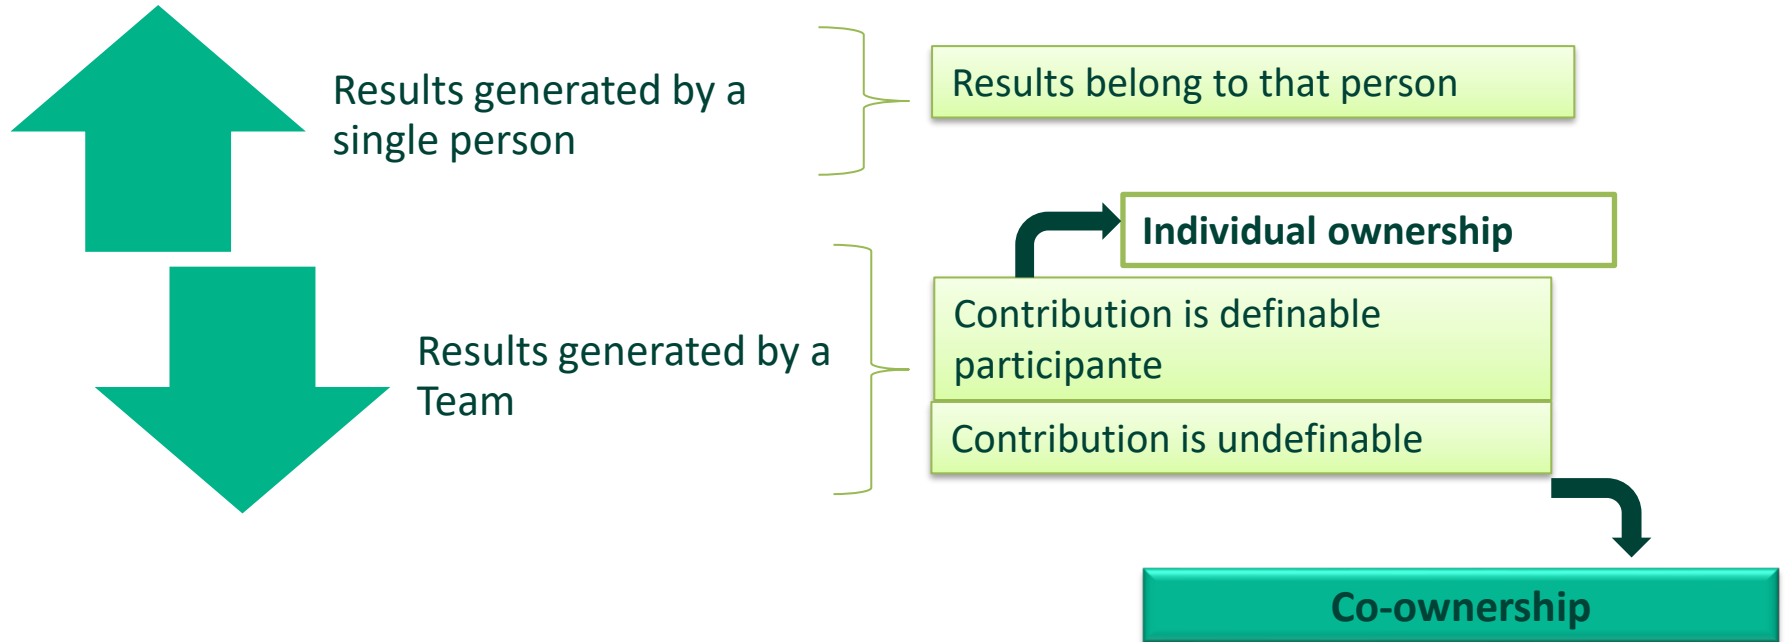 Results generated by a
single person
Results belong to that person
Individual ownership
Results generated by a
Team
Contribution is definable
participante
Contribution is undefinable
Co-ownership